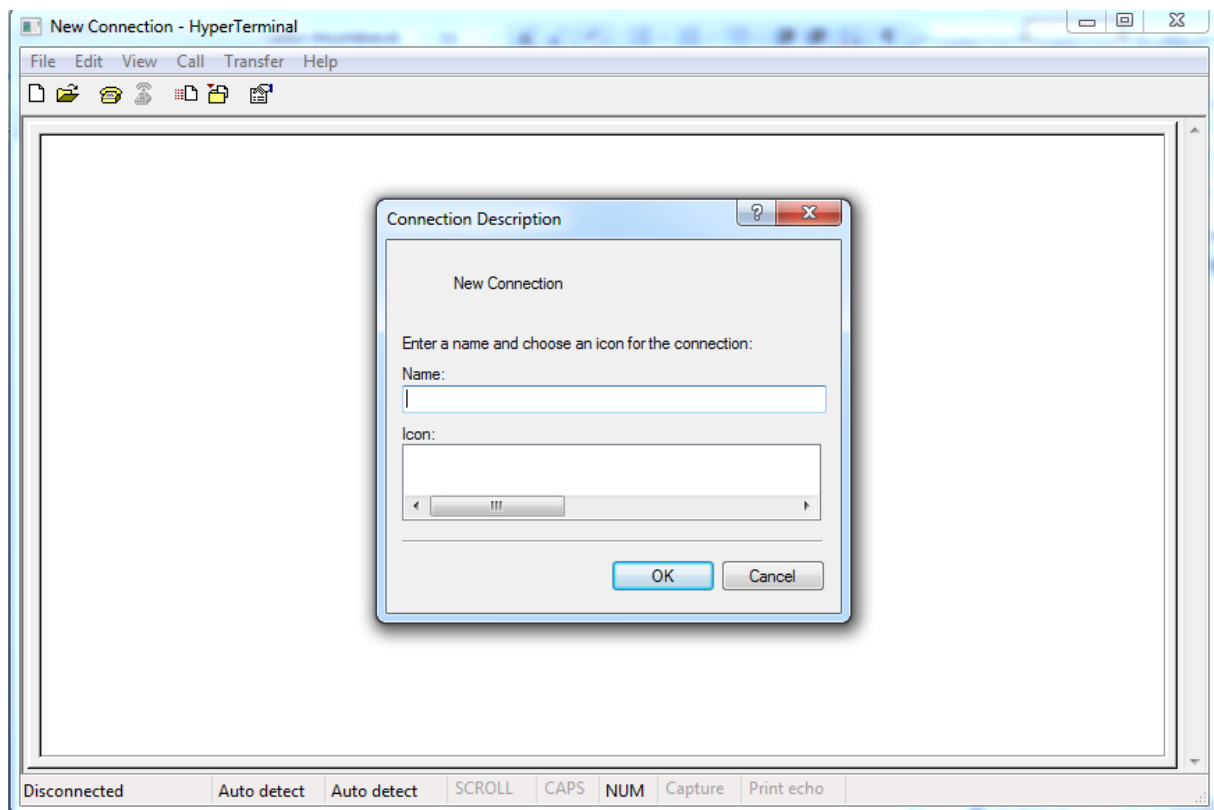 New Connection - HyperTerminal
File Edit View Call Transfer Help
Connection Description
New Connection
Enter a name and choose an icon for the connection:
Name:
Icon:
OK Cancel
Disconnected Auto detect Auto detect SCROLL CAPS NUM Capture Print echo